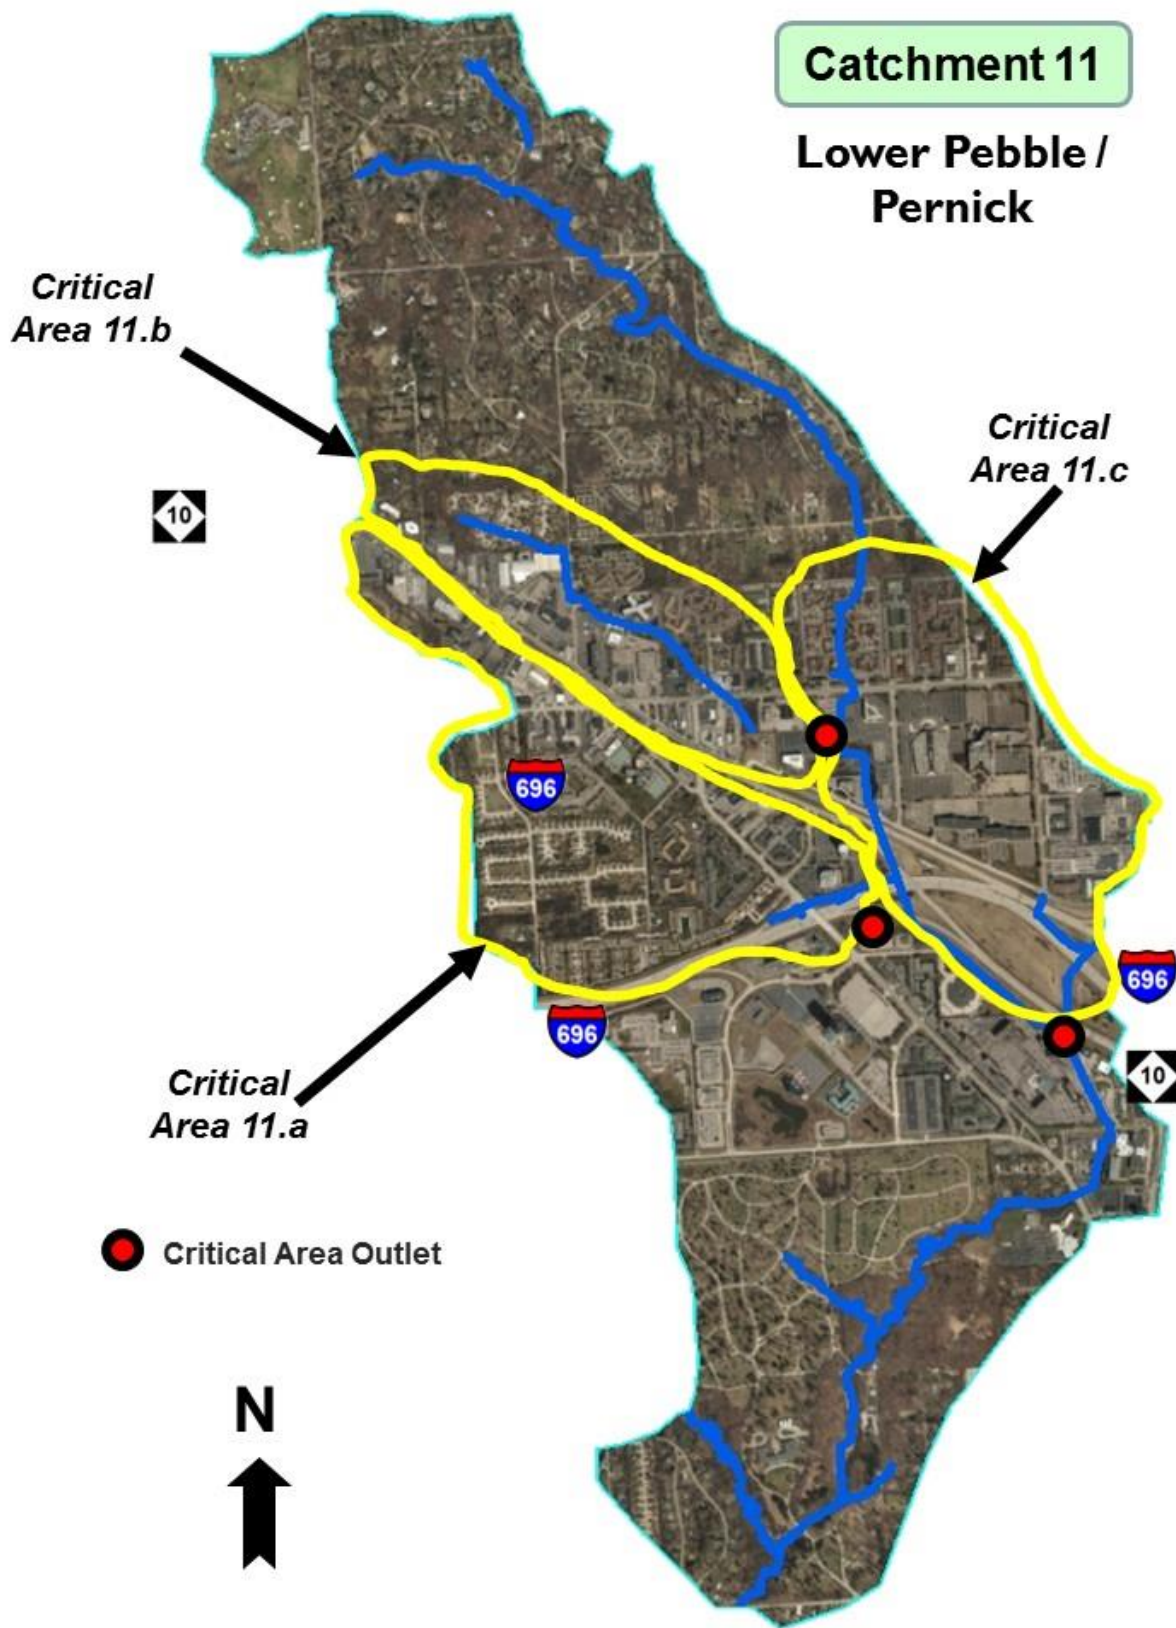 Catchment 11
Lower Pebble /
Pernick
Critical
Area 11.b
Critical
Area 11.c
10
696
696
696
10
Critical
Area 11.a
Critical Area Outlet
N